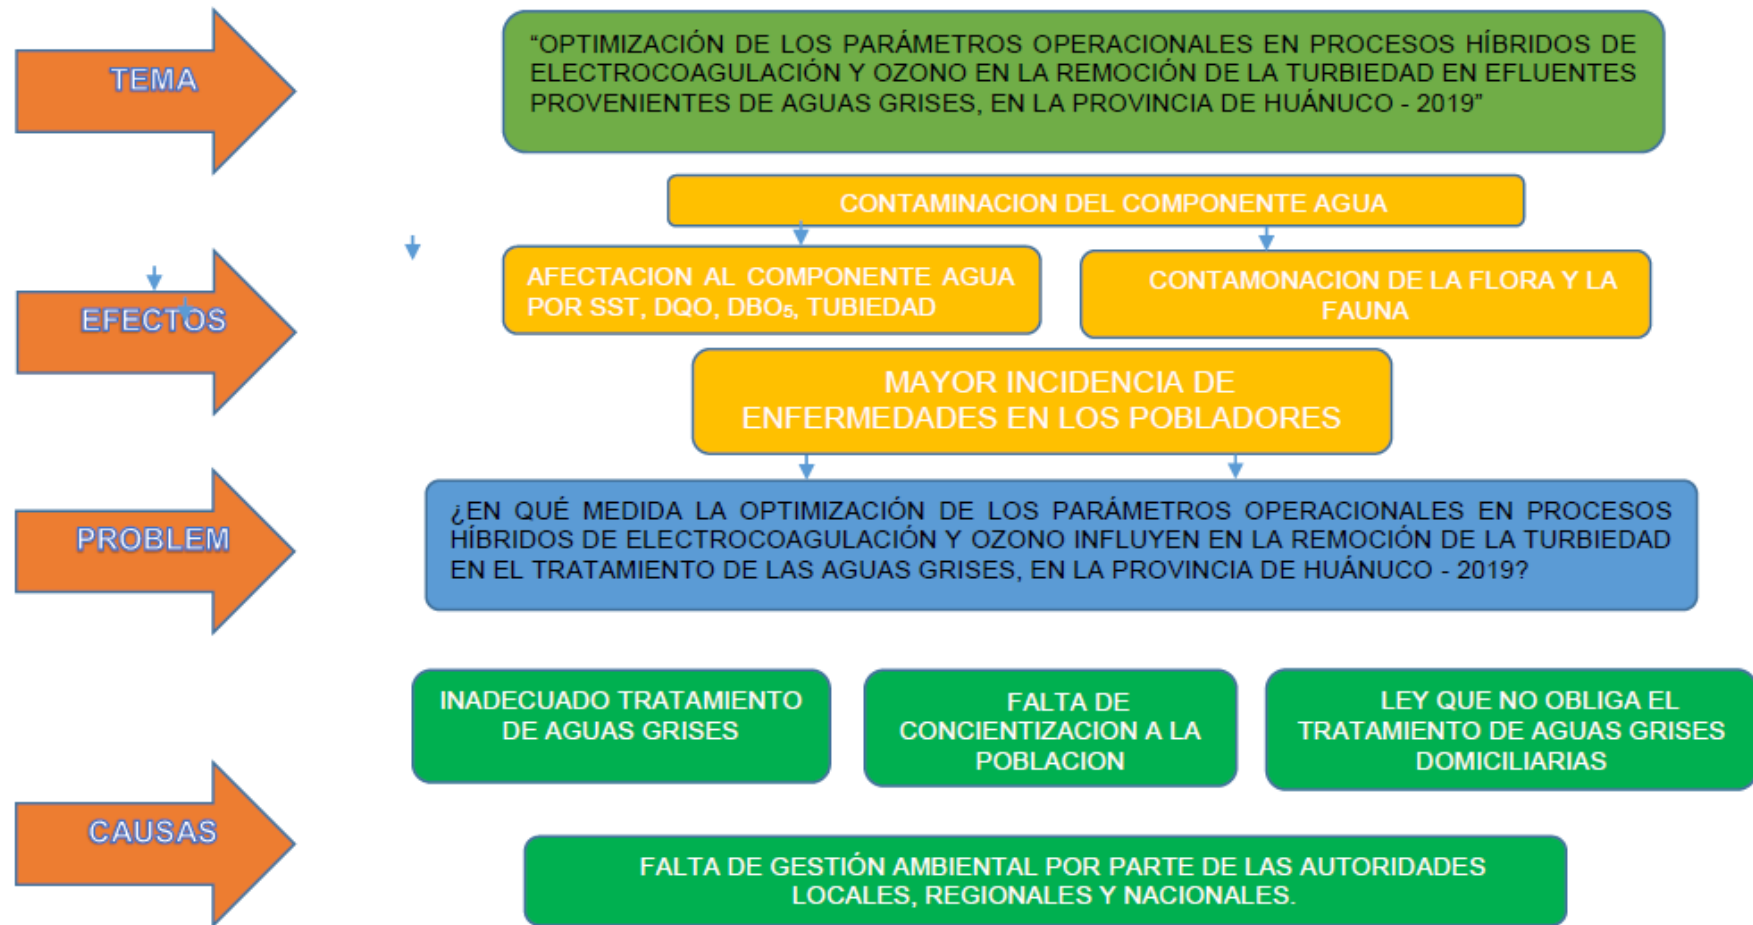 TEMA
“OPTIMIZACIÓN DE LOS PARÁMETROS OPERACIONALES EN PROCESOS HÍBRIDOS DE
ELECTROCOAGULACIÓN Y OZONO EN LA REMOCIÓN DE LA TURBIEDAD EN EFLUENTES
PROVENIENTES DE AGUAS GRISES, EN LA PROVINCIA DE HUÁNUCO - 2019”
CONTAMINACION DEL COMPONENTE AGUA
EFECTOS
AFECTACION AL COMPONENTE AGUA
POR SST, DQO, DBO₅, TUBIEDAD
CONTAMONACION DE LA FLORA Y LA
FAUNA
MAYOR INCIDENCIA DE
ENFERMEDADES EN LOS POBLADORES
PROBLEM
¿EN QUÉ MEDIDA LA OPTIMIZACIÓN DE LOS PARÁMETROS OPERACIONALES EN PROCESOS
HÍBRIDOS DE ELECTROCOAGULACIÓN Y OZONO INFLUYEN EN LA REMOCIÓN DE LA TURBIEDAD
EN EL TRATAMIENTO DE LAS AGUAS GRISES, EN LA PROVINCIA DE HUÁNUCO - 2019?
INADECUADO TRATAMIENTO
DE AGUAS GRISES
FALTA DE
CONCIENTIZACION A LA
POBLACION
LEY QUE NO OBLIGA EL
TRATAMIENTO DE AGUAS GRISES
DOMICILIARIAS
CAUSAS
FALTA DE GESTIÓN AMBIENTAL POR PARTE DE LAS AUTORIDADES
LOCALES, REGIONALES Y NACIONALES.